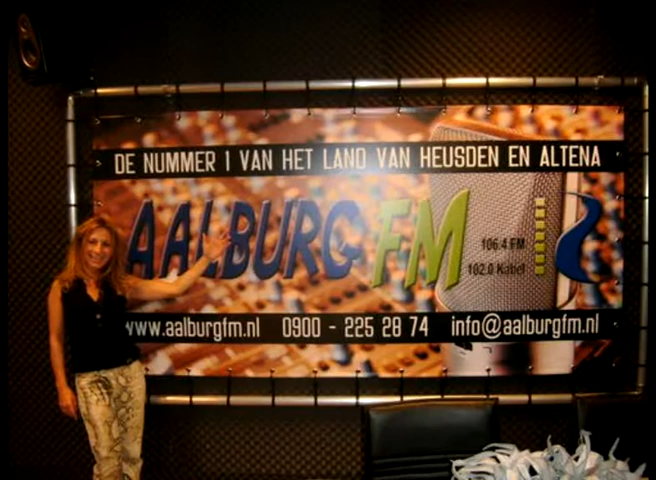 DE NUMMER 1 VAN HET LAND VAN HEUSDEN EN ALTENA
AALBURG FM
106.4 FM
102.0 Kabel
www.aalburgfm.nl 0900 - 225 28 74 info@aalburgfm.nl